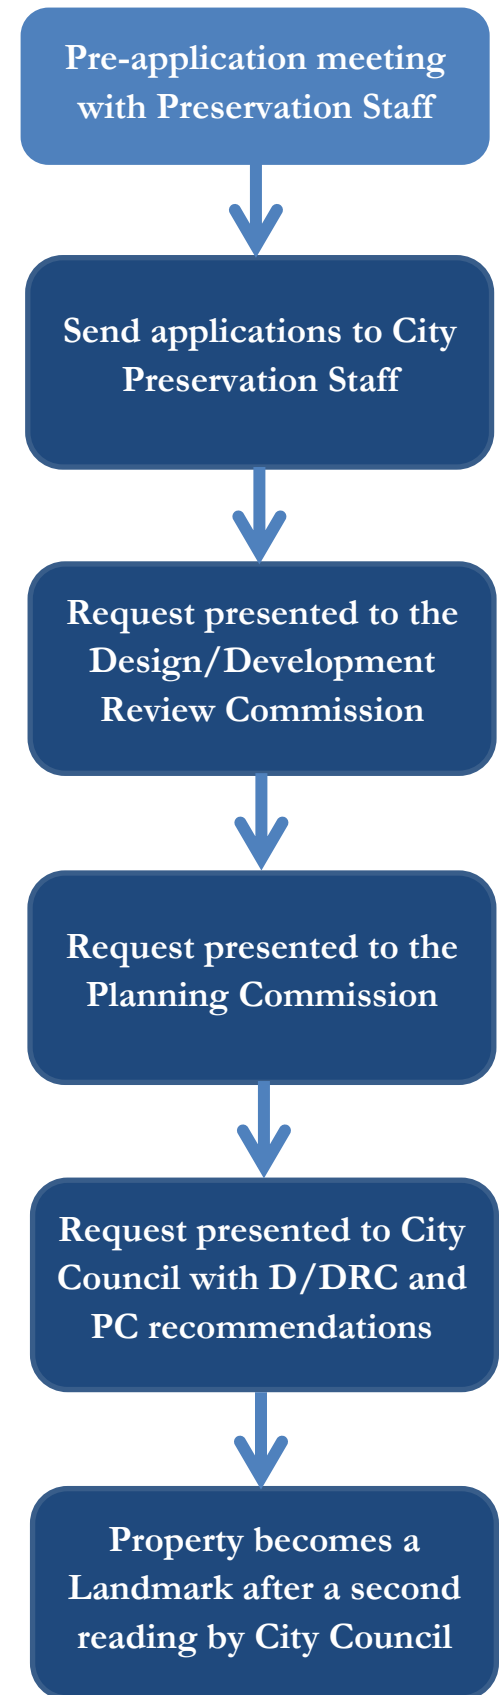 Pre-application meeting
with Preservation Staff
Send applications to City
Preservation Staff
Request presented to the
Design/Development
Review Commission
Request presented to the
Planning Commission
Request presented to City
Council with D/DRC and
PC recommendations
Property becomes a
Landmark after a second
reading by City Council